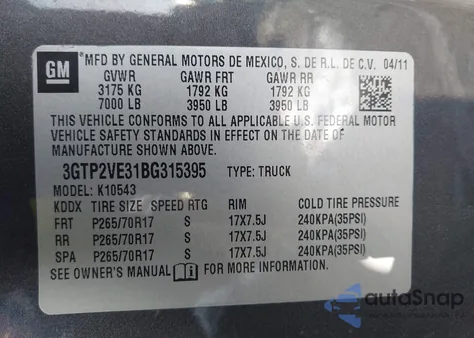 GM *MFD BY GENERAL MOTORS DE MEXICO, S. DE R.L. DE C.V. 04/11
GVWR GAWR FRT GAWR RR
3175 KG 1792 KG 1792 KG
7000 LB 3950 LB 3950 LB
THIS VEHICLE CONFORMS TO ALL APPLICABLE U.S. FEDERAL MOTOR
VEHICLE SAFETY STANDARDS IN EFFECT ON THE DATE OF
MANUFACTURE SHOWN ABOVE.
3GTP2VE31BG315395 TYPE: TRUCK
MODEL: K10543
KDDX TIRE SIZE SPEED RTG RIM COLD TIRE PRESSURE
FRT P265/70R17 S 17X7.5J 240KPA(35PSI)
RR P265/70R17 S 17X7.5J 240KPA(35PSI)
SPA P265/70R17 S 17X7.5J 240KPA(35PSI)
SEE OWNER'S MANUAL FOR MORE INFORMATION
autoSnap